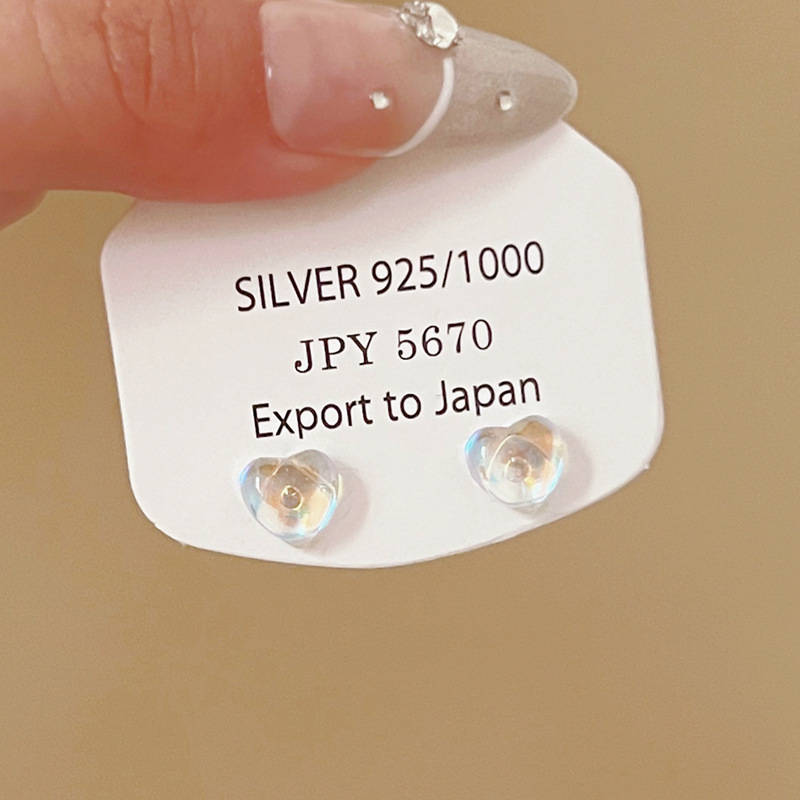 SILVER 925/1000
JPY 5670
Export to Japan